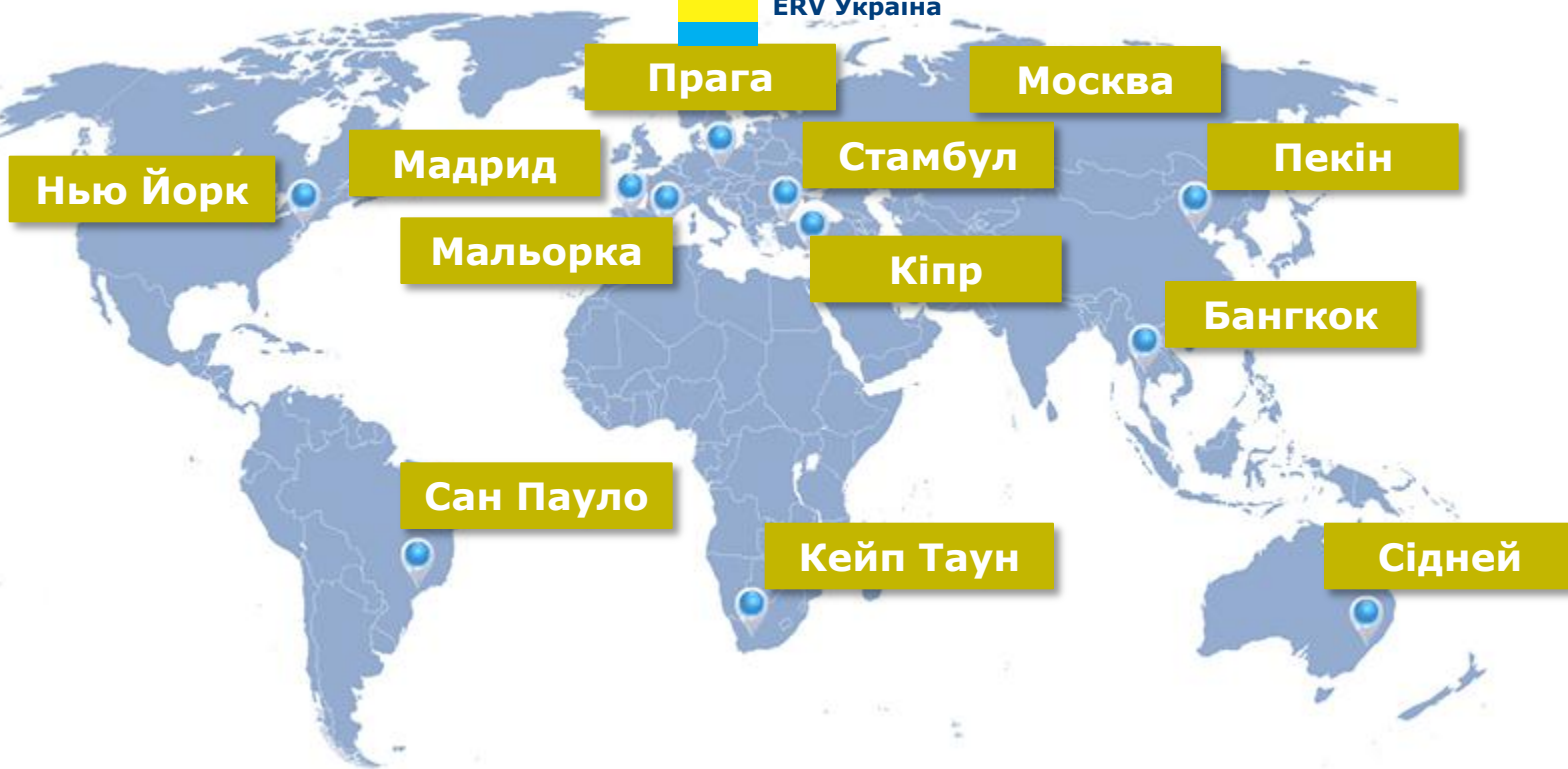 ERV Україна
Прага
Москва
Мадрид
Стамбул
Пекін
Нью Йорк
Мальорка
Кіпр
Бангкок
Сан Пауло
Кейп Таун
Сідней